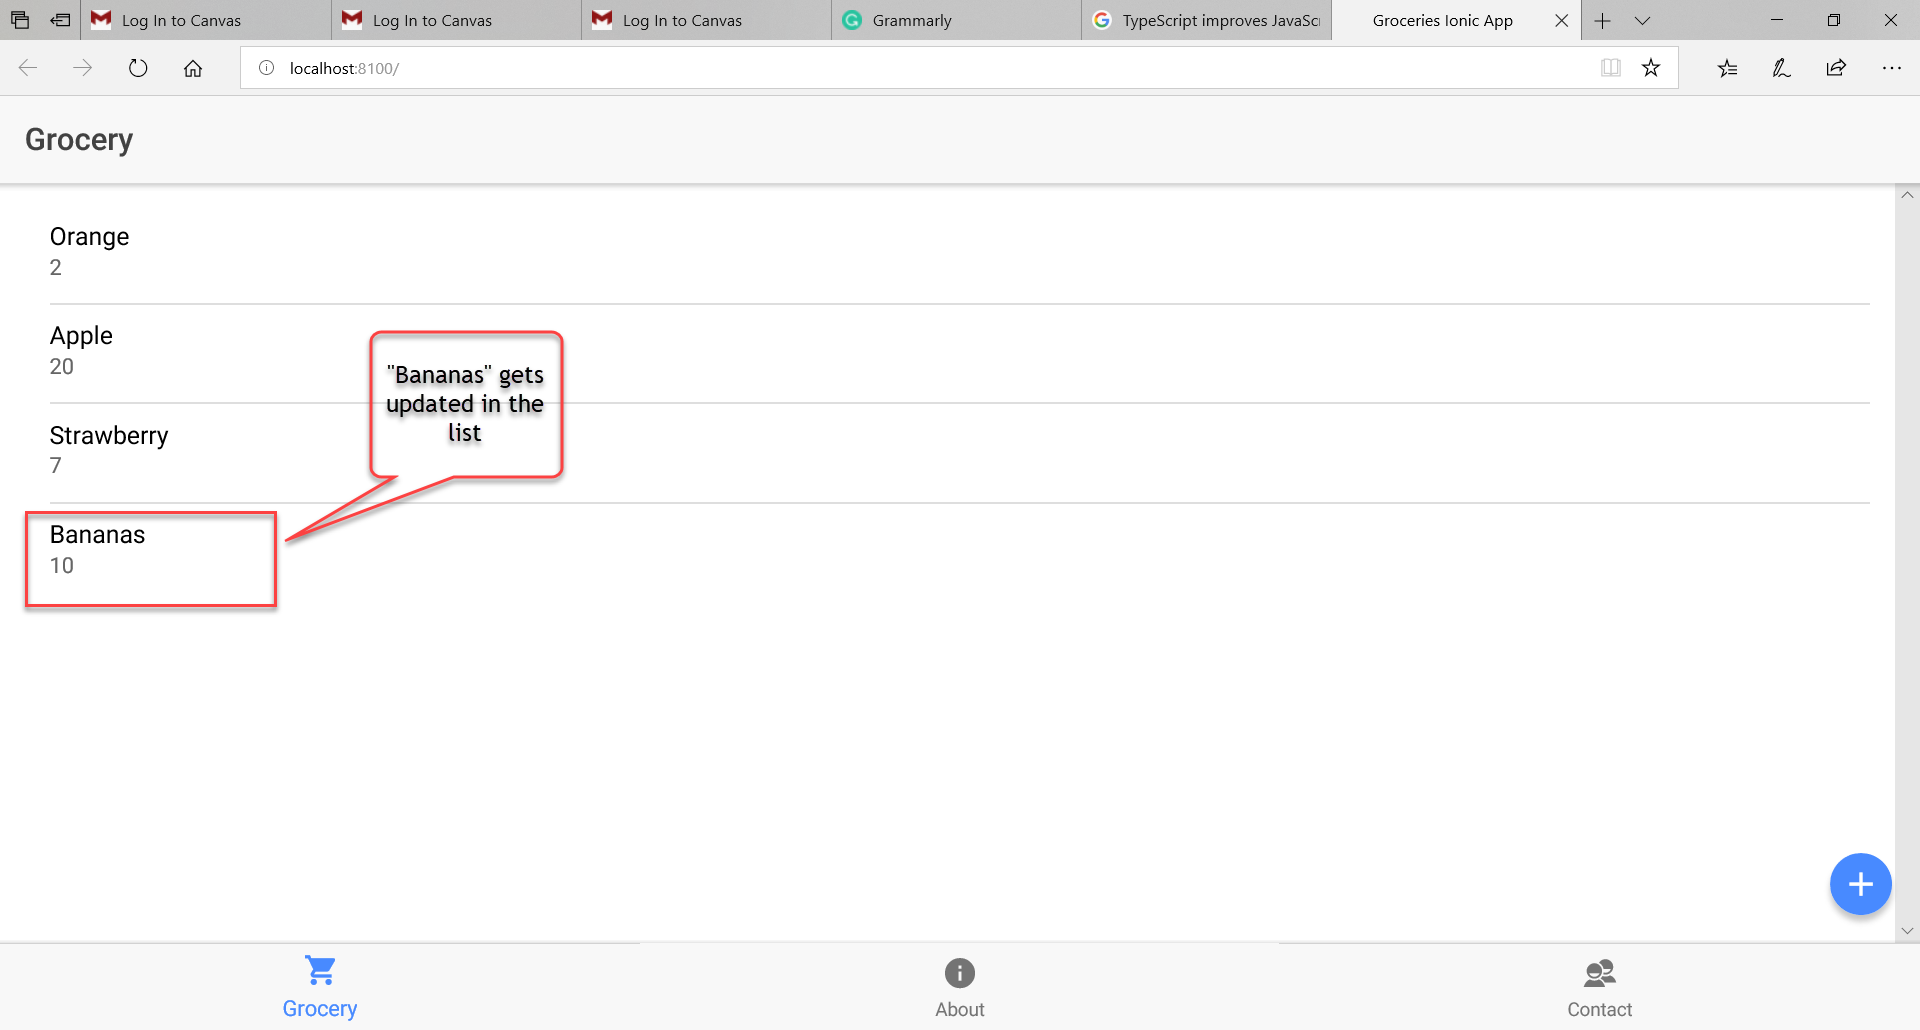 Log In to Canvas
Log In to Canvas
Log In to Canvas
Grammarly
TypeScript improves JavaSc
Groceries Ionic App
localhost:8100/
Grocery
Orange
2
Apple
20
"Bananas" gets
updated in the
list
Strawberry
7
Bananas
10
Grocery
About
Contact